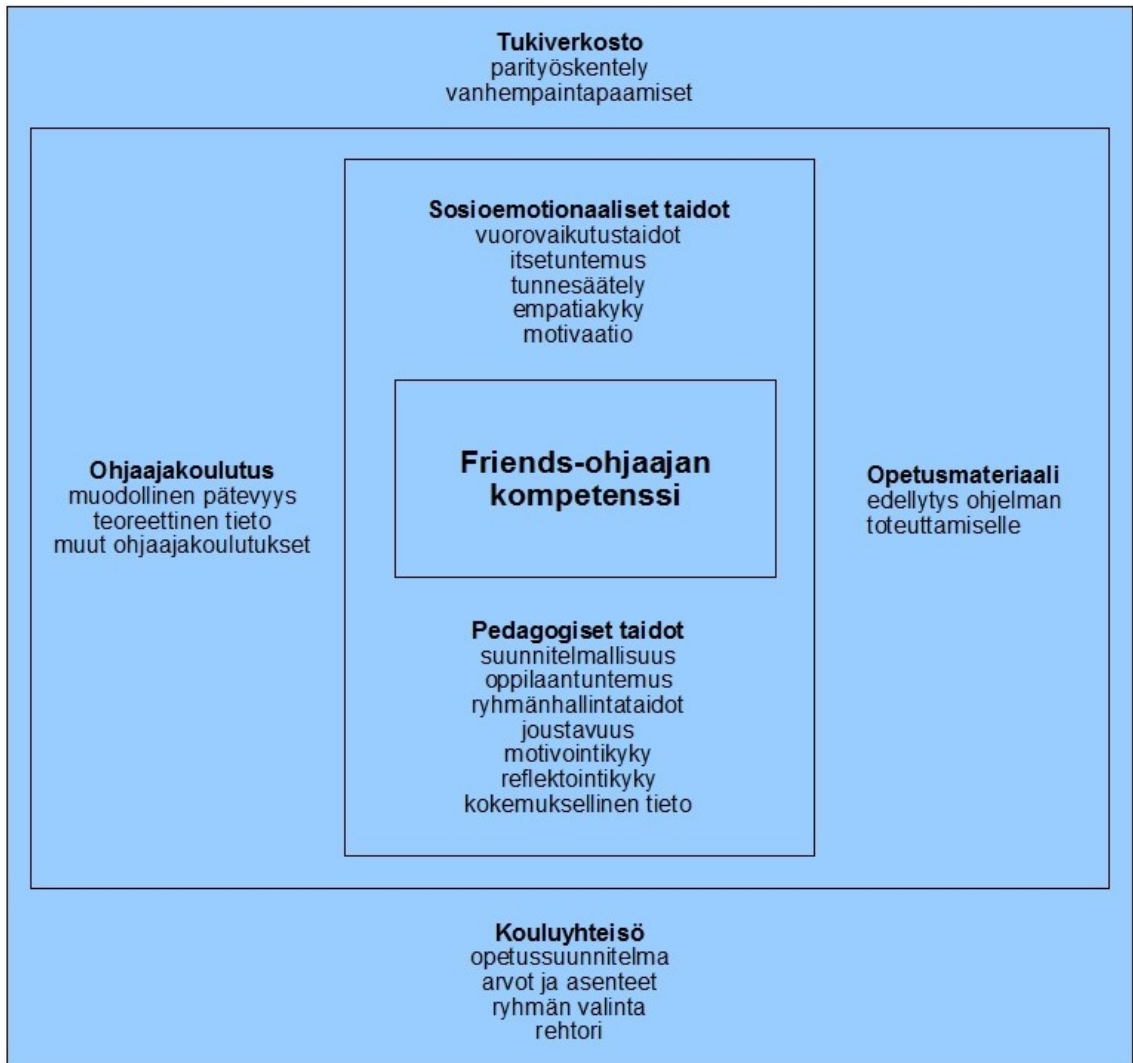 Tukiverkosto
parityöskentely
vanhempaintapaamiset
Sosioemotionaaliset taidot
vuorovaikutustaidot
itsetuntemus
tunnesäätely
empatiakyky
motivaatio
Ohjaajakoulutus
muodollinen pätevyys
teoreettinen tieto
muut ohjaajakoulutukset
Friends-ohjaajan
kompetenssi
Opetusmateriaali
edellytys ohjelman
toteuttamiselle
Pedagogiset taidot
suunnitelmallisuus
oppilaantuntemus
ryhmänhallintataidot
joustavuus
motivointikyky
reflektointikyky
kokemuksellinen tieto
Kouluyhteisö
opetussuunnitelma
arvot ja asenteet
ryhmän valinta
rehtori